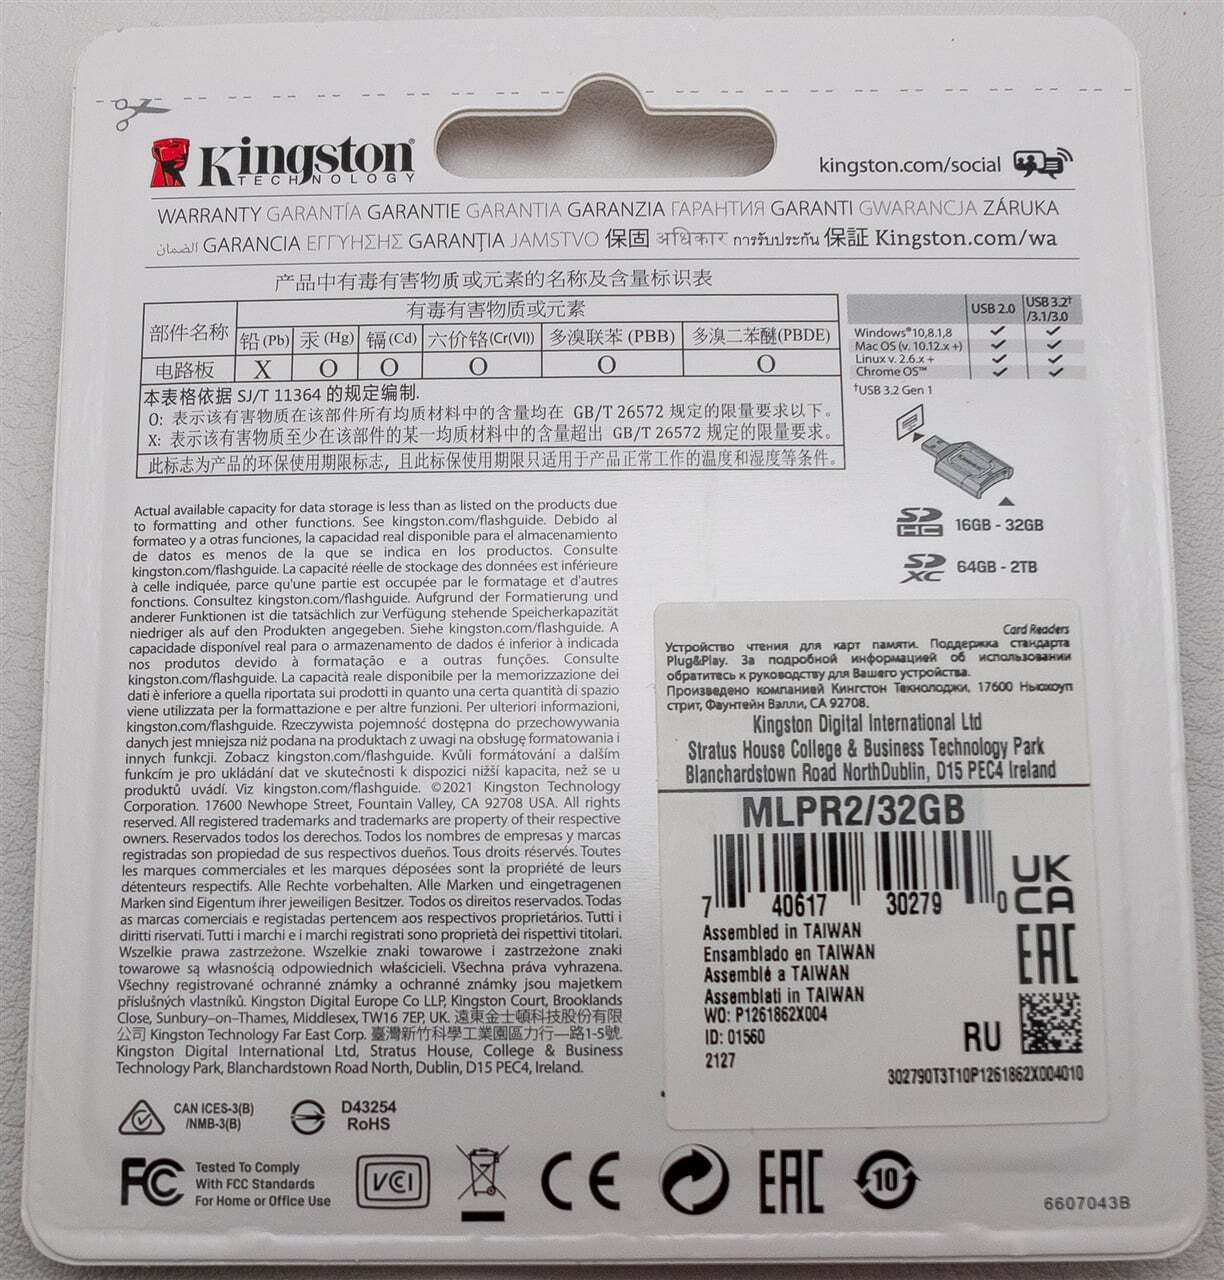 Kingston®
TECHNOLOGY
kingston.com/social
WARRANTY GARANTÍA GARANTIE GARANTIA GARANZIA ГАРАНТИЯ GARANTI GWARANCJA ZÁRUKA
الضمان GARANCIA ΕΓΓΥΗΣΗΣ GARANȚIA JAMSTVO 保固 अधिकार การรับประกัน 保証 Kingston.com/wa
产品中有毒有害物质或元素的名称及含量标识表
部件名称
有毒有害物质或元素
铅 (Pb) 汞 (Hg) 镉 (Cd) 六价铬(Cr(VI)) 多溴联苯 (PBB) 多溴二苯醚(PBDE)
电路板 X O O O O O
本表格依据 SJ/T 11364 的规定编制.
O: 表示该有害物质在该部件所有均质材料中的含量均在 GB/T 26572 规定的限量要求以下。
X: 表示该有害物质至少在该部件的某一均质材料中的含量超出 GB/T 26572 规定的限量要求。
此标志为产品的环保使用期限标志，且此标保使用期限只适用于产品正常工作的温度和湿度等条件。
USB 2.0 USB 3.2†
/3.1/3.0
Windows®10,8.1,8
Mac OS (v. 10.12.x +)
Linux v. 2.6.x +
Chrome OS™
†USB 3.2 Gen 1
SD HC 16GB - 32GB
SD XC 64GB - 2TB
Actual available capacity for data storage is less than as listed on the products due
to formatting and other functions. See kingston.com/flashguide. Debido al
formateo y a otras funciones, la capacidad real disponible para el almacenamiento
de datos es menos de la que se indica en los productos. Consulte
kingston.com/flashguide. La capacité réelle de stockage des données est inférieure
à celle indiquée, parce qu'une partie est occupée par le formatage et d'autres
fonctions. Consultez kingston.com/flashguide. Aufgrund der Formatierung und
anderer Funktionen ist die tatsächlich zur Verfügung stehende Speicherkapazität
niedriger als auf den Produkten angegeben. Siehe kingston.com/flashguide. A
capacidade disponível real para o armazenamento de dados é inferior à indicada
nos produtos devido à formatação e a outras funções. Consulte
kingston.com/flashguide. La capacità reale disponibile per la memorizzazione dei
dati è inferiore a quella riportata sui prodotti in quanto una certa quantità di spazio
viene utilizzata per la formattazione e per altre funzioni. Per ulteriori informazioni,
kingston.com/flashguide. Rzeczywista pojemność dostępna do przechowywania
danych jest mniejsza niż podana na produktach z uwagi na obsługę formatowania i
innych funkcji. Zobacz kingston.com/flashguide. Kvůli formátování a dalším
funkcím je pro ukládání dat ve skutečnosti k dispozici nižší kapacita, než se u
produktů uvádí. Viz kingston.com/flashguide. ©2021 Kingston Technology
Corporation. 17600 Newhope Street, Fountain Valley, CA 92708 USA. All rights
reserved. All registered trademarks and trademarks are property of their respective
owners. Reservados todos los derechos. Todos los nombres de empresas y marcas
registradas son propiedad de sus respectivos dueños. Tous droits réservés. Toutes
les marques commerciales et les marques déposées sont la propriété de leurs
détenteurs respectifs. Alle Rechte vorbehalten. Alle Marken und eingetragenen
Marken sind Eigentum ihrer jeweiligen Besitzer. Todos os direitos reservados. Todas
as marcas comerciais e registadas pertencem aos respectivos proprietários. Tutti i
diritti riservati. Tutti i marchi e i marchi registrati sono proprietà dei rispettivi titolari.
Wszelkie prawa zastrzeżone. Wszelkie znaki towarowe i zastrzeżone znaki
towarowe są własnością odpowiednich właścicieli. Všechna práva vyhrazena.
Všechny registrované ochranné známky a ochranné známky jsou majetkem
příslušných vlastníků. Kingston Digital Europe Co LLP, Kingston Court, Brooklands
Close, Sunbury–on–Thames, Middlesex, TW16 7EP, UK. 遠東金士頓科技股份有限
公司 Kingston Technology Far East Corp. 臺灣新竹科學工業園區力行一路1-5號.
Kingston Digital International Ltd, Stratus House, College & Business
Technology Park, Blanchardstown Road North, Dublin, D15 PEC4, Ireland.
Card Readers
Устройство чтения для карт памяти. Поддержка стандарта
Plug&Play. За подробной информацией об использовании
обратитесь к руководству для Вашего устройства.
Произведено компанией Кингстон Текнолоджи, 17600 Ньюхоуп
стрит, Фаунтейн Валли, CA 92708.
Kingston Digital International Ltd
Stratus House College & Business Technology Park
Blanchardstown Road NorthDublin, D15 PEC4 Ireland
MLPR2/32GB
7 40617 30279 0
UK
CA
EAC
Assembled in TAIWAN
Ensamblado en TAIWAN
Assemblé a TAIWAN
Assemblati in TAIWAN
WO: P1261862X004
ID: 01560
2127
RU
302790T3T10P1261862X004010
CAN ICES-3(B)
/NMB-3(B)
D43254
RoHS
FC
Tested To Comply
With FCC Standards
For Home or Office Use
VCI
CE
EAC
10
6607043B